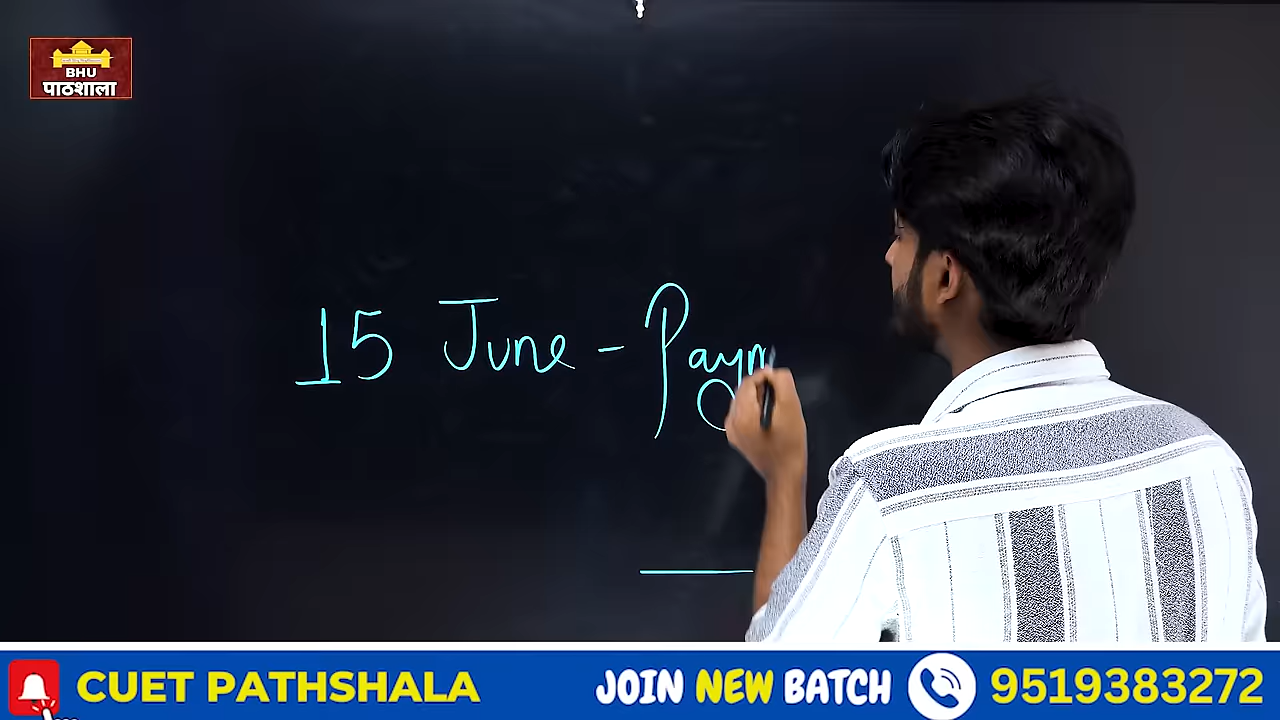 BHU
पाठशाला
15 June - Paym
CUET PATHSHALA
JOIN NEW BATCH
9519383272